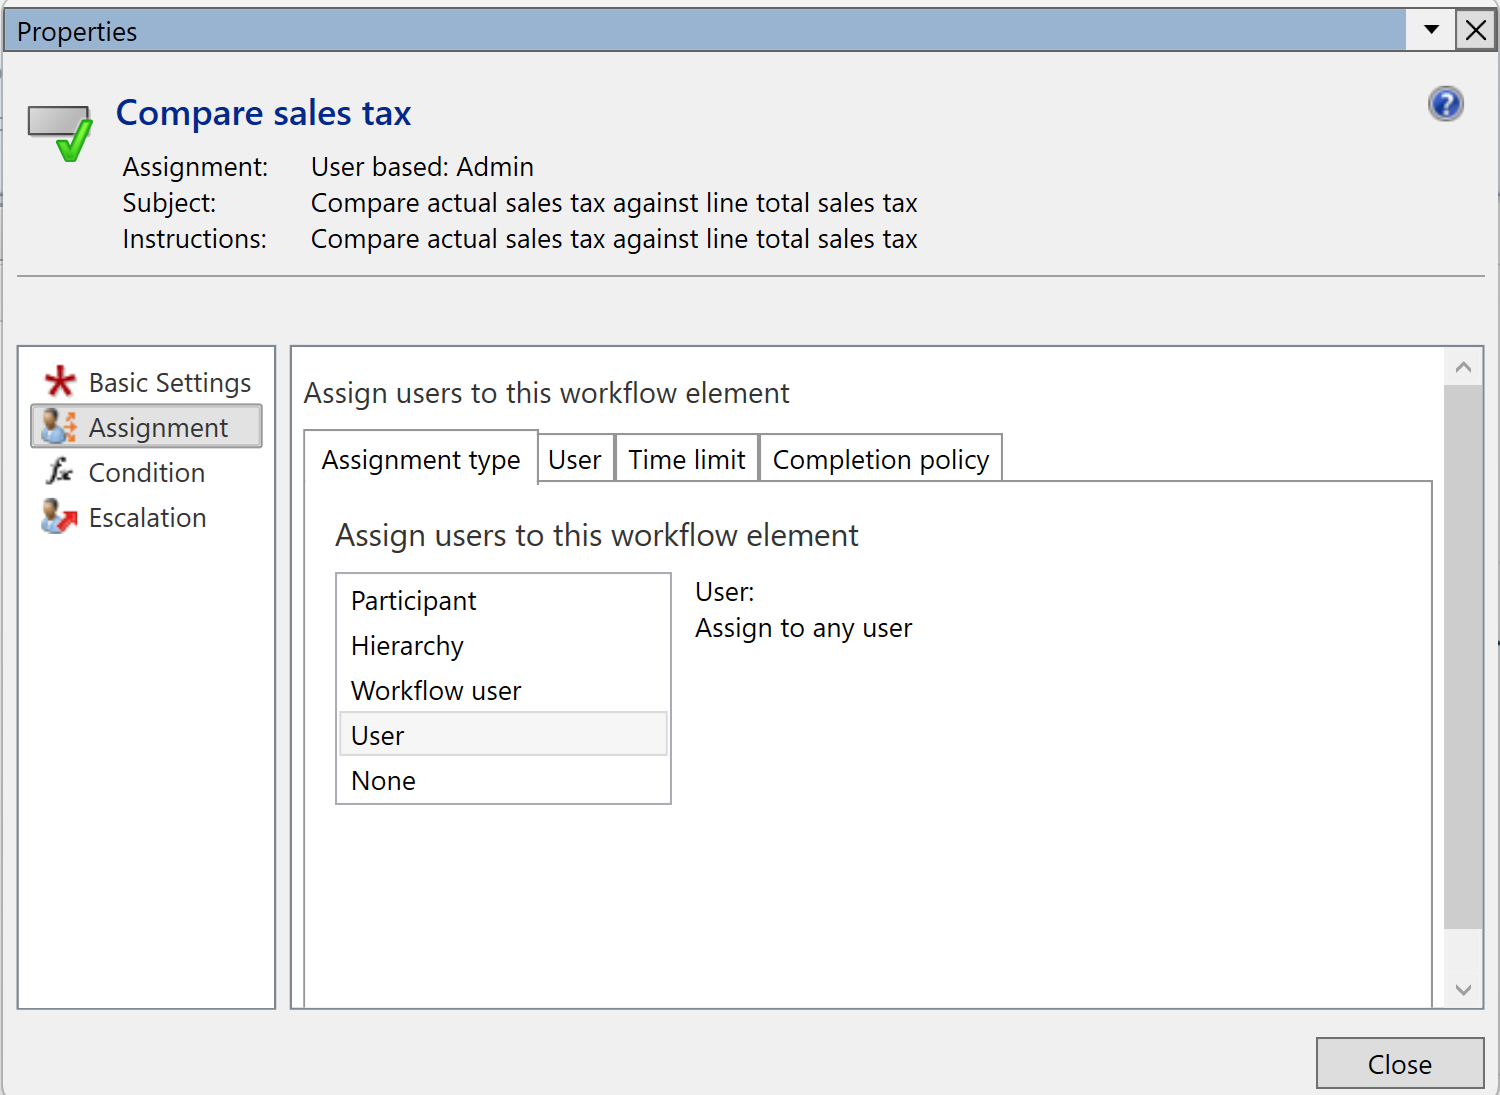 Properties
Compare sales tax
Assignment: User based: Admin
Subject: Compare actual sales tax against line total sales tax
Instructions: Compare actual sales tax against line total sales tax
Basic Settings
Assignment
Condition
Escalation
Assign users to this workflow element
Assignment type User Time limit Completion policy
Assign users to this workflow element
Participant
Hierarchy
Workflow user
User
None
User:
Assign to any user
Close